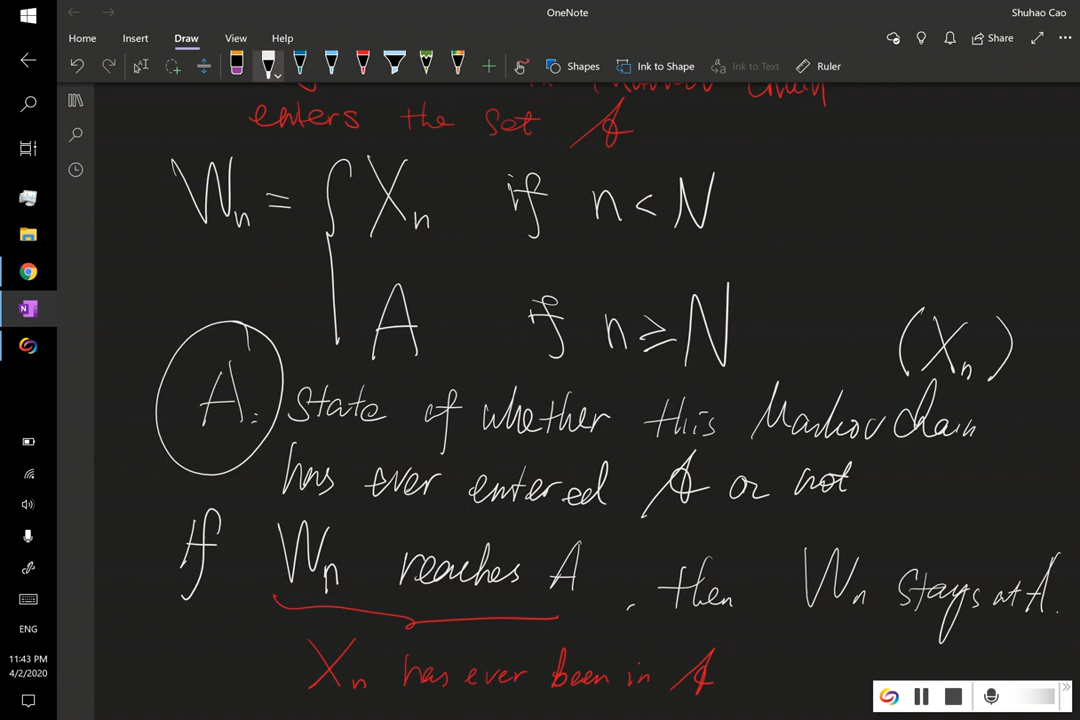 OneNote
Shuhao Cao
Home Insert Draw View Help
Share
Shapes Ink to Shape Ink to Text Ruler
Markov chain
enters the set 𝒜
Wₙ = { Xₙ if n < N
A if n ≥ N
(Xₙ)
A: state of whether this Markov chain
has ever entered 𝒜 or not
If Wₙ reaches A, then Wₙ stays at A.
Xₙ has ever been in 𝒜
ENG
11:43 PM
4/2/2020